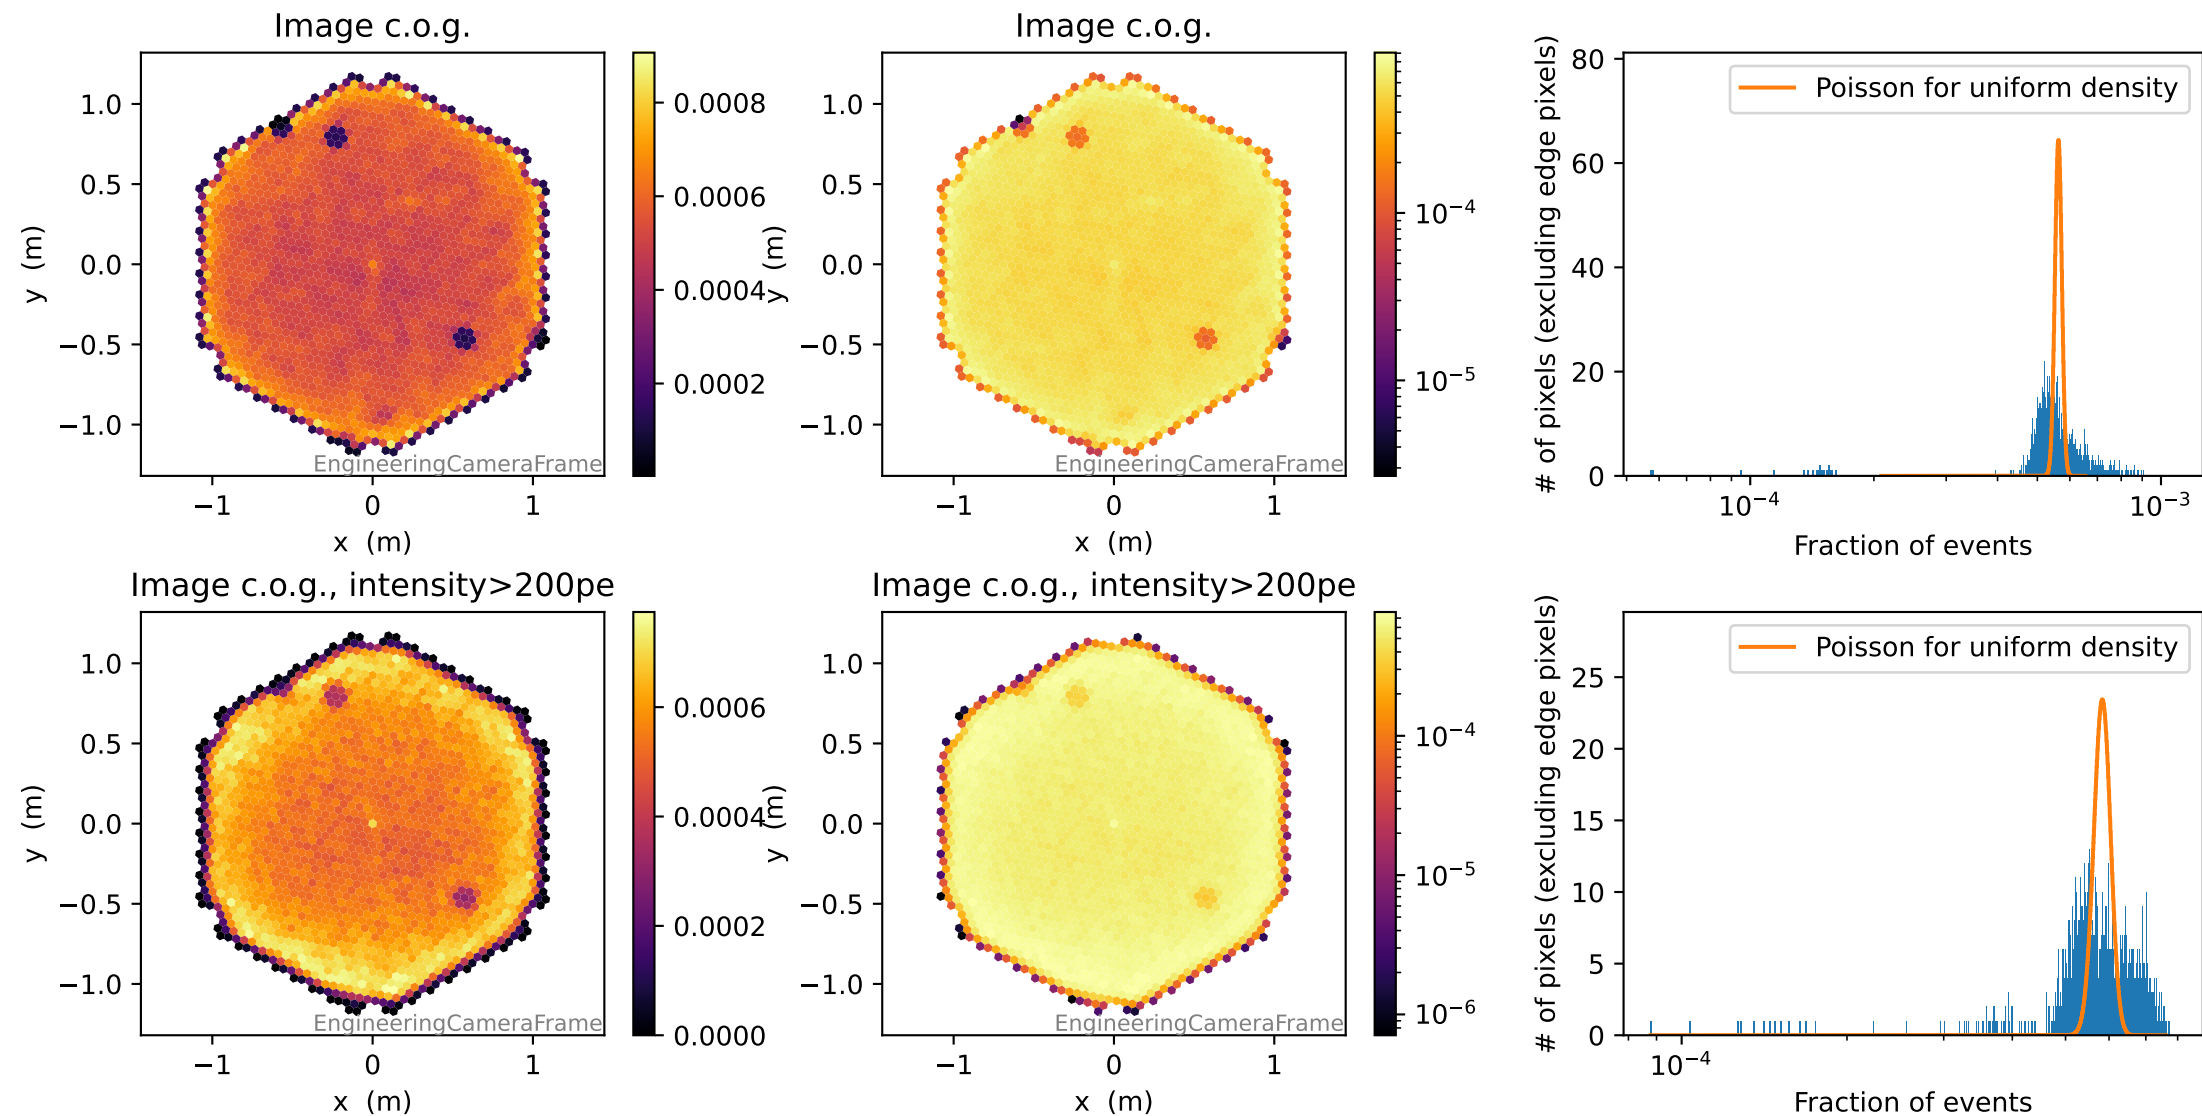 Image c.o.g.
1.0
0.5
0.0
−0.5
−1.0
y (m)
−1
0
1
x (m)
EngineeringCameraFrame
0.0008
0.0006
0.0004
0.0002
Image c.o.g.
1.0
0.5
0.0
−0.5
−1.0
y (m)
−1
0
1
x (m)
EngineeringCameraFrame
10⁻⁴
10⁻⁵
80
60
40
20
0
# of pixels (excluding edge pixels)
Poisson for uniform density
10⁻⁴
10⁻³
Fraction of events
Image c.o.g., intensity>200pe
1.0
0.5
0.0
−0.5
−1.0
y (m)
−1
0
1
x (m)
EngineeringCameraFrame
0.0006
0.0004
0.0002
0.0000
Image c.o.g., intensity>200pe
1.0
0.5
0.0
−0.5
−1.0
y (m)
−1
0
1
x (m)
EngineeringCameraFrame
10⁻⁴
10⁻⁵
10⁻⁶
25
20
15
10
5
0
# of pixels (excluding edge pixels)
Poisson for uniform density
10⁻⁴
Fraction of events